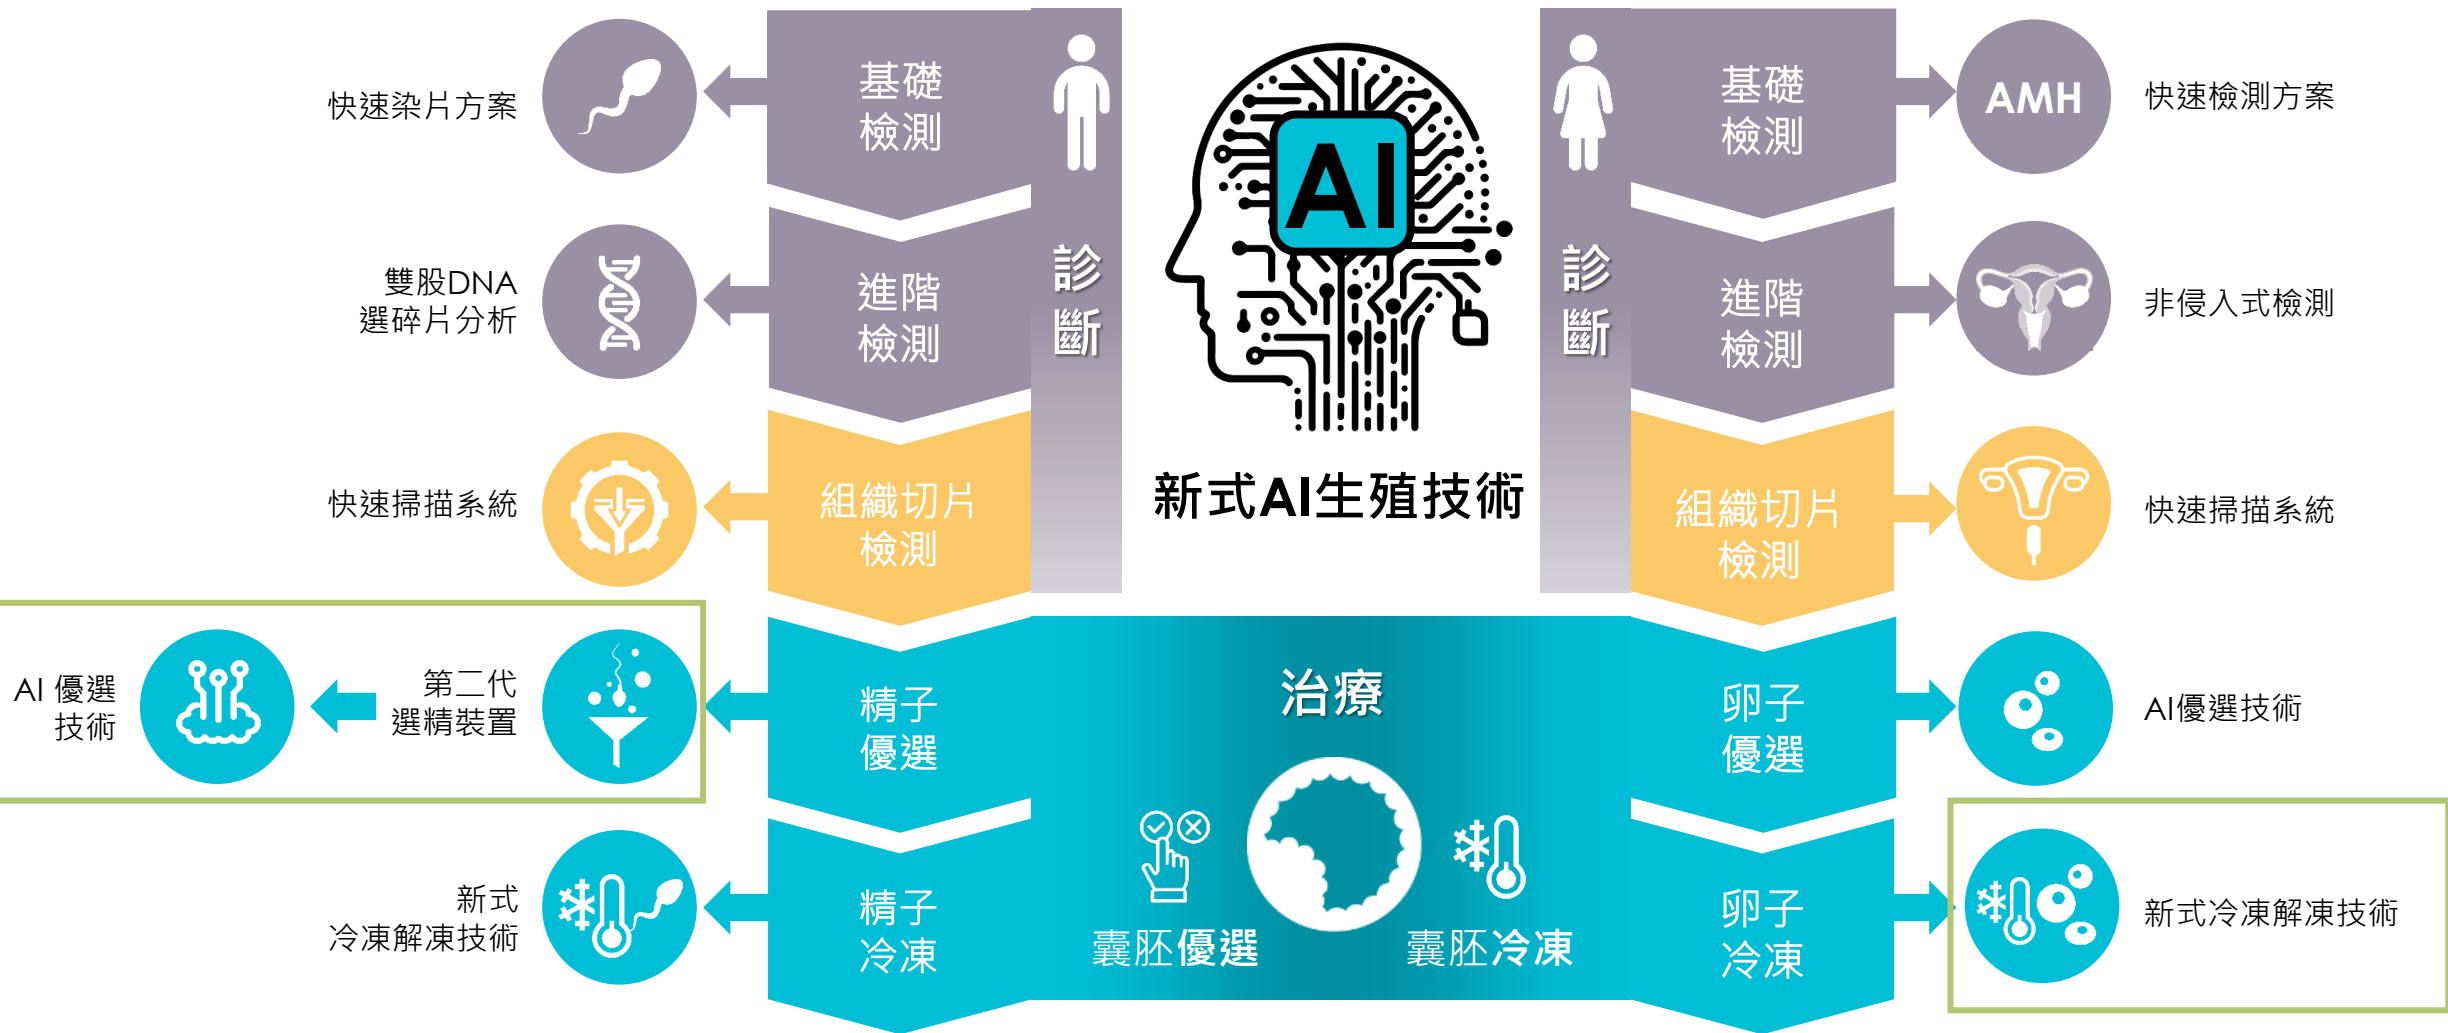 快速染片方案
基礎
檢測
雙股DNA
選碎片分析
進階
檢測
診
斷
快速掃描系統
組織切片
檢測
AI
新式AI生殖技術
診
斷
基礎
檢測
AMH
快速檢測方案
進階
檢測
非侵入式檢測
組織切片
檢測
快速掃描系統
AI 優選
技術
第二代
選精裝置
精子
優選
新式
冷凍解凍技術
精子
冷凍
治療
囊胚優選
囊胚冷凍
卵子
優選
AI優選技術
卵子
冷凍
新式冷凍解凍技術